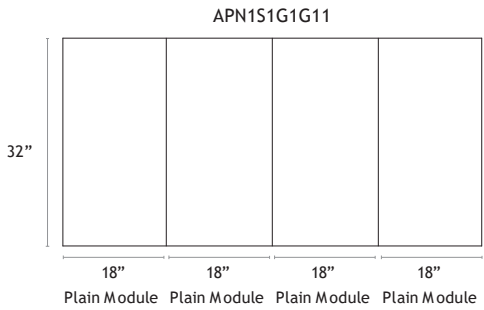 APN1S1G1G11
32”
18” 18” 18” 18”
Plain Module Plain Module Plain Module Plain Module